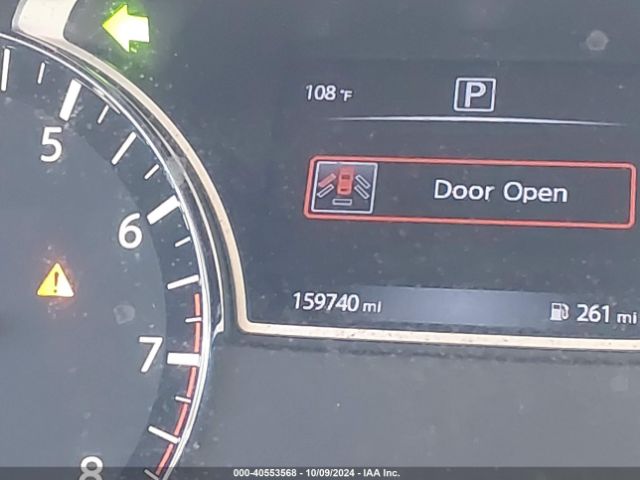 108 °F
P
5
Door Open
6
159740 mi
261 mi
7
8
000-40553568 - 10/09/2024 - IAA Inc.